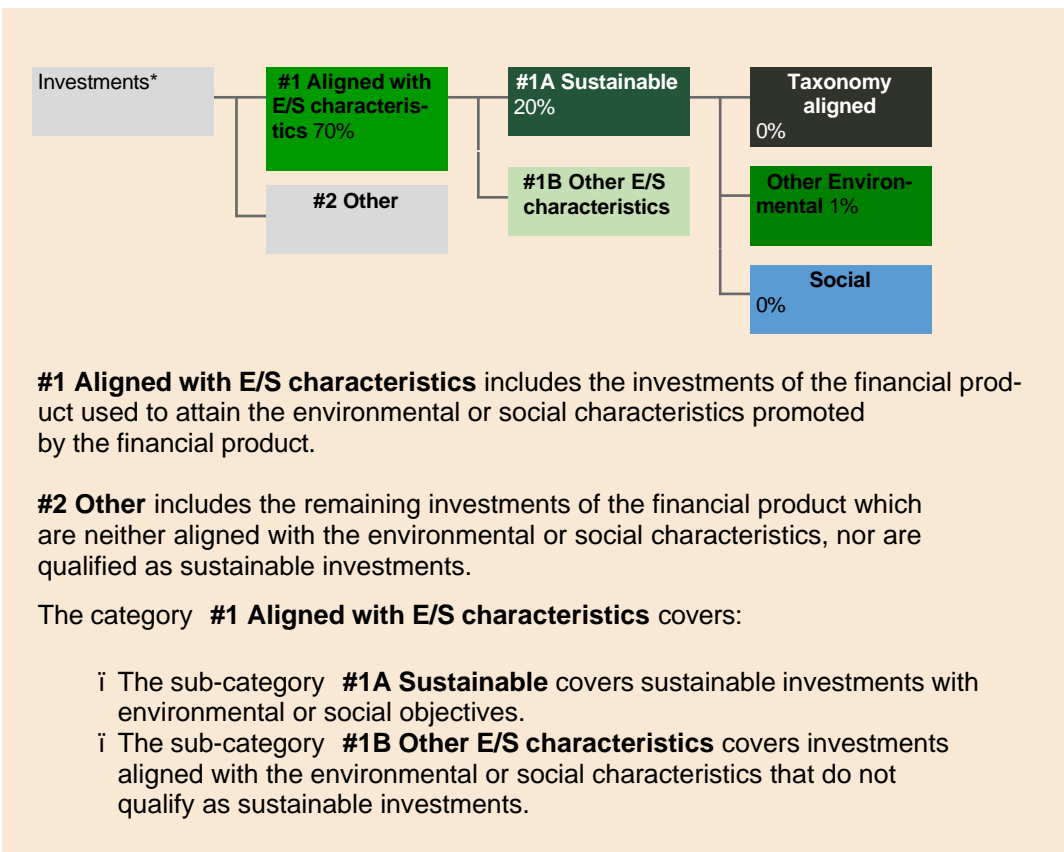 Investments*
#1 Aligned with
E/S characteris-
tics 70%
#2 Other
#1A Sustainable
20%
#1B Other E/S
characteristics
Taxonomy
aligned
0%
Other Environ-
mental 1%
Social
0%
#1 Aligned with E/S characteristics includes the investments of the financial prod-
uct used to attain the environmental or social characteristics promoted
by the financial product.
#2 Other includes the remaining investments of the financial product which
are neither aligned with the environmental or social characteristics, nor are
qualified as sustainable investments.
The category #1 Aligned with E/S characteristics covers:
ï The sub-category #1A Sustainable covers sustainable investments with
environmental or social objectives.
ï The sub-category #1B Other E/S characteristics covers investments
aligned with the environmental or social characteristics that do not
qualify as sustainable investments.